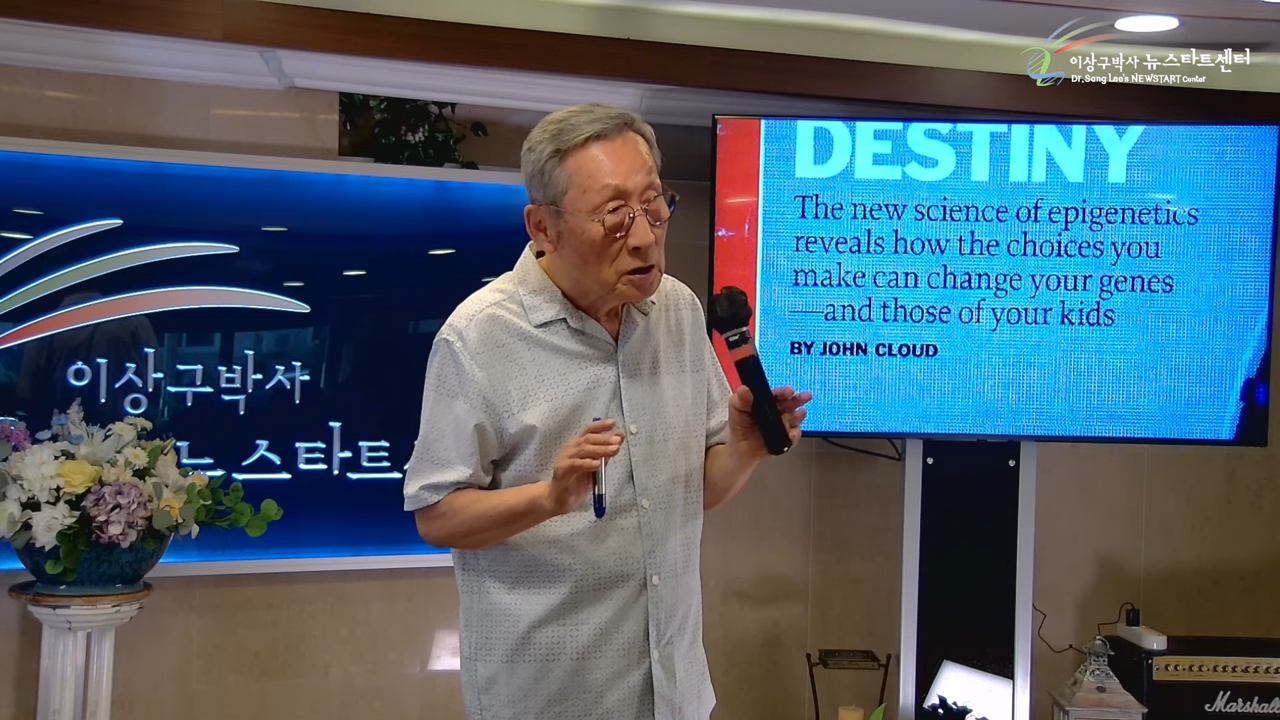 이상구박사 뉴스타트센터
Dr. Sang Lee's NEWSTART Center
DESTINY
The new science of epigenetics
reveals how the choices you
make can change your genes
—and those of your kids
BY JOHN CLOUD
이상구박사
뉴스타트
Marshall